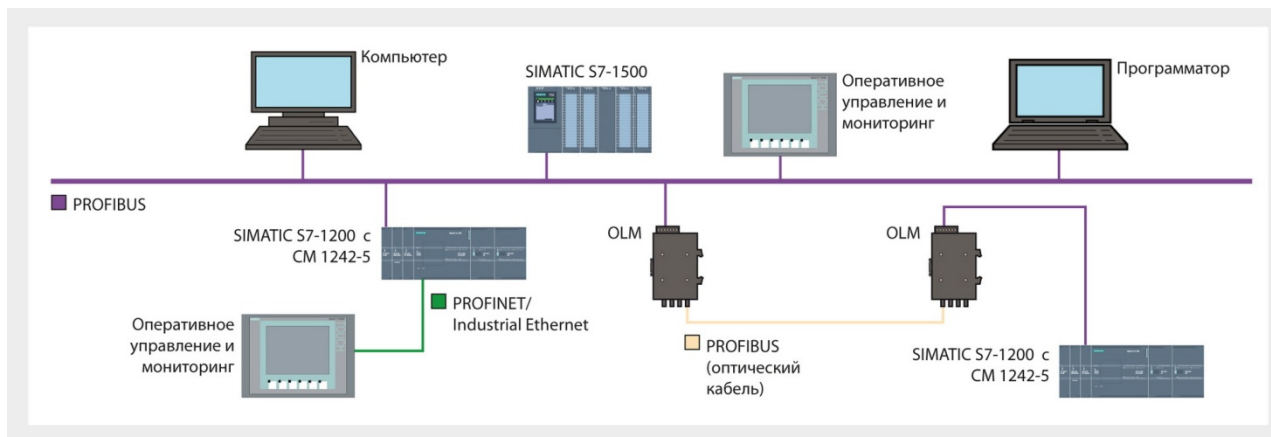 Компьютер
SIMATIC S7-1500
Оперативное
управление и
мониторинг
Программатор
PROFIBUS
SIMATIC S7-1200 с
CM 1242-5
OLM
OLM
PROFINET/
Industrial Ethernet
Оперативное
управление и
мониторинг
PROFIBUS
(оптический
кабель)
SIMATIC S7-1200 с
CM 1242-5